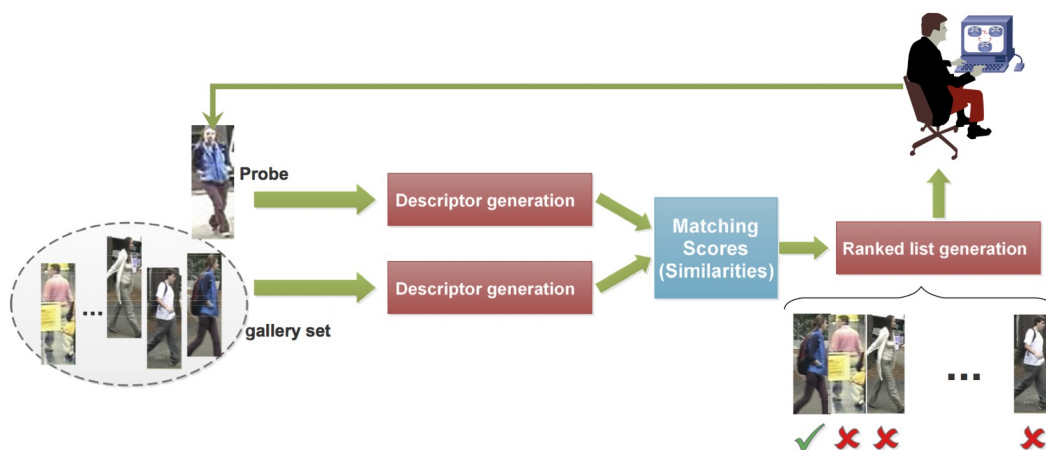 Probe
Descriptor generation
Matching
Scores
(Similarities)
Ranked list generation
Descriptor generation
gallery set
...
...